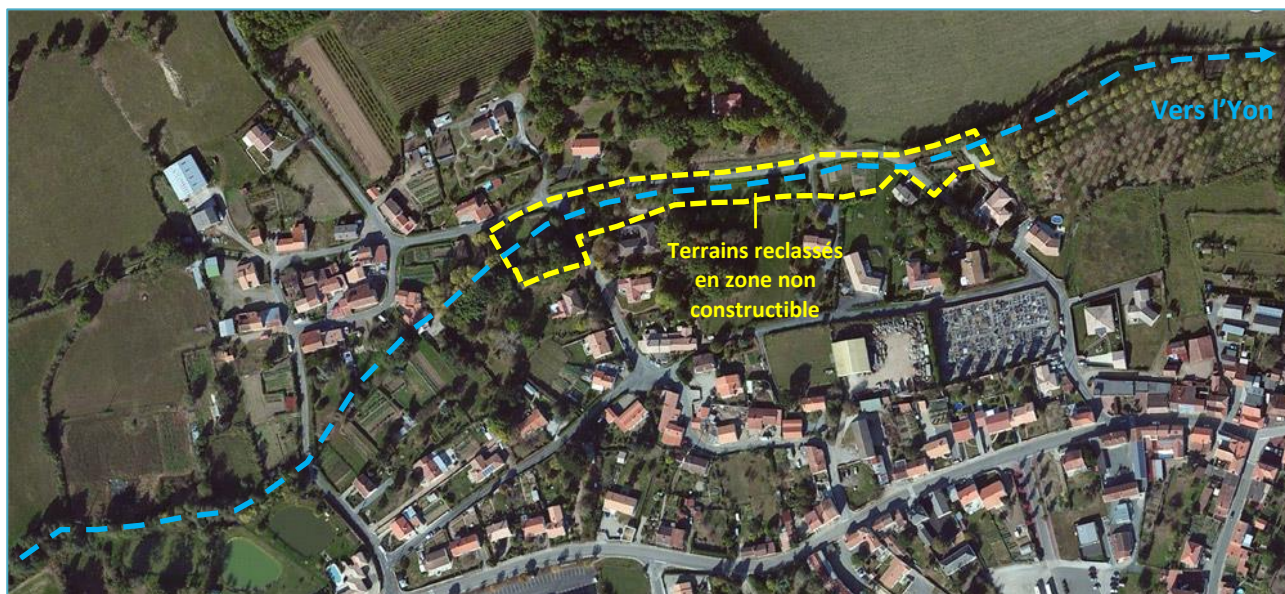 Vers l'Yon
Terrains reclassés
en zone non
constructible